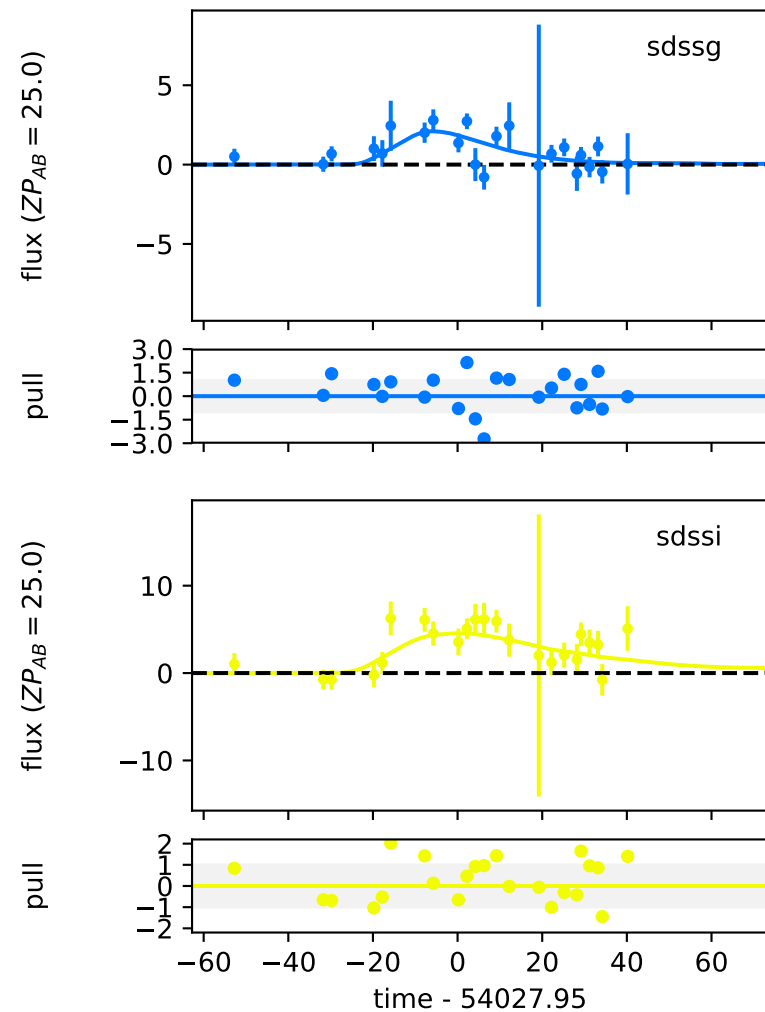 sdssg
flux (ZP_AB = 25.0)
5
0
−5
pull
3.0
1.5
0.0
−1.5
−3.0
sdssi
flux (ZP_AB = 25.0)
10
0
−10
pull
2
1
0
−1
−2
−60 −40 −20 0 20 40 60
time - 54027.95